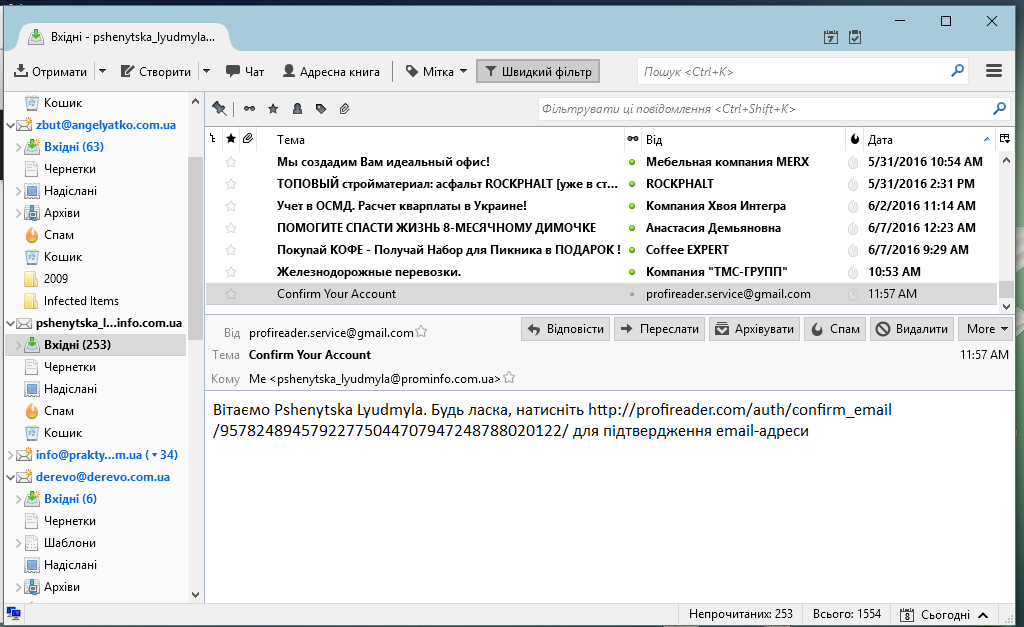 Вхідні - pshenytska_lyudmyla...
Отримати
Створити
Чат
Адресна книга
Мітка
Швидкий фільтр
Пошук <Ctrl+K>
Фільтрувати ці повідомлення <Ctrl+Shift+K>
Кошик
zbut@angelyatko.com.ua
Вхідні (63)
Чернетки
Надіслані
Архіви
Спам
Кошик
2009
Infected Items
pshenytska_l...info.com.ua
Вхідні (253)
Чернетки
Надіслані
Спам
Кошик
info@prakty...m.ua (▾34)
derevo@derevo.com.ua
Вхідні (6)
Чернетки
Шаблони
Надіслані
Архіви
Тема Від Дата
Мы создадим Вам идеальный офис! Мебельная компания MERX 5/31/2016 10:54 AM
ТОПОВЫЙ стройматериал: асфальт ROCKPHALT [уже в ст... ROCKPHALT 5/31/2016 2:31 PM
Учет в ОСМД. Расчет кварплаты в Украине! Компания Хвоя Интегра 6/2/2016 11:14 AM
ПОМОГИТЕ СПАСТИ ЖИЗНЬ 8-МЕСЯЧНОМУ ДИМОЧКЕ Анастасия Демьяновна 6/7/2016 12:23 AM
Покупай КОФЕ - Получай Набор для Пикника в ПОДАРОК ! Coffee EXPERT 6/7/2016 9:29 AM
Железнодорожные перевозки. Компания "ТМС-ГРУПП" 10:53 AM
Confirm Your Account profireader.service@gmail.com 11:57 AM
Від profireader.service@gmail.com
Відповісти
Переслати
Архівувати
Спам
Видалити
More
Тема Confirm Your Account 11:57 AM
Кому Me <pshenytska_lyudmyla@prominfo.com.ua>
Вітаємо Pshenytska Lyudmyla. Будь ласка, натисніть http://profireader.com/auth/confirm_email
/957824894579227750447079472487880​20122/ для підтвердження email-адреси
Непрочитаних: 253
Всього: 1554
Сьогодні